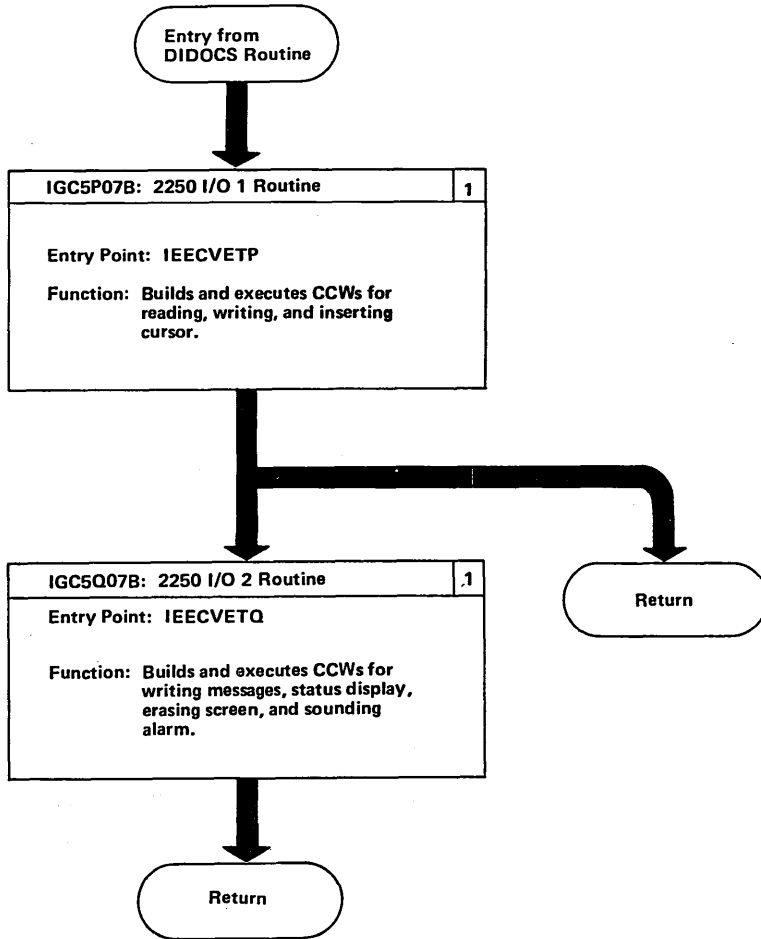 Entry from
DIDOCS Routine
IGC5P07B: 2250 I/O 1 Routine 1
Entry Point: IEECVETP
Function: Builds and executes CCWs for
reading, writing, and inserting
cursor.
IGC5Q07B: 2250 I/O 2 Routine 1
Entry Point: IEECVETQ
Return
Function: Builds and executes CCWs for
writing messages, status display,
erasing screen, and sounding
alarm.
Return